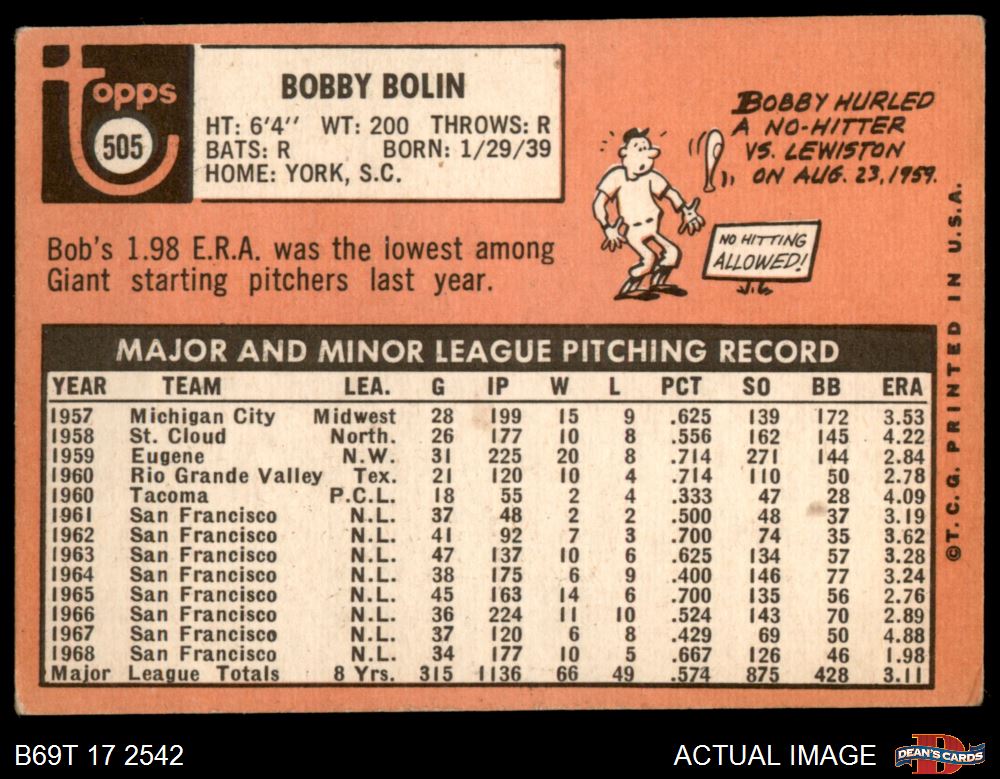 Topps
505
BOBBY BOLIN
HT: 6'4" WT: 200 THROWS: R
BATS: R BORN: 1/29/39
HOME: YORK, S.C.
BOBBY HURLED
A NO-HITTER
VS. LEWISTON
ON AUG. 23, 1959.
NO HITTING
ALLOWED!
Bob's 1.98 E.R.A. was the lowest among
Giant starting pitchers last year.
MAJOR AND MINOR LEAGUE PITCHING RECORD
YEAR TEAM LEA. G IP W L PCT SO BB ERA
1957 Michigan City Midwest 28 199 15 9 .625 139 172 3.53
1958 St. Cloud North. 26 177 10 8 .556 162 145 4.22
1959 Eugene N.W. 31 225 20 8 .714 271 144 2.84
1960 Rio Grande Valley Tex. 21 120 10 4 .714 110 50 2.78
1960 Tacoma P.C.L. 18 55 2 4 .333 47 28 4.09
1961 San Francisco N.L. 37 48 2 2 .500 48 37 3.19
1962 San Francisco N.L. 41 92 7 3 .700 74 35 3.62
1963 San Francisco N.L. 47 137 10 6 .625 134 57 3.28
1964 San Francisco N.L. 38 175 6 9 .400 146 77 3.24
1965 San Francisco N.L. 45 163 14 6 .700 135 56 2.76
1966 San Francisco N.L. 36 224 11 10 .524 143 70 2.89
1967 San Francisco N.L. 37 120 6 8 .429 69 50 4.88
1968 San Francisco N.L. 34 177 10 5 .667 126 46 1.98
Major League Totals 8 Yrs. 315 1136 66 49 .574 875 428 3.11
©T.C.G. PRINTED IN U.S.A.
B69T 17 2542
ACTUAL IMAGE
DEAN'S CARDS